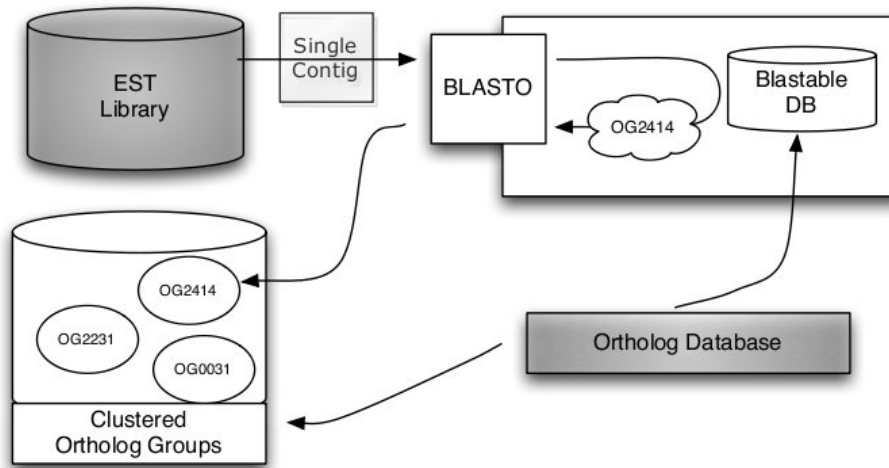 EST
Library
Single
Contig
BLASTO
OG2414
Blastable
DB
OG2414
OG2231
OG0031
Clustered
Ortholog Groups
Ortholog Database